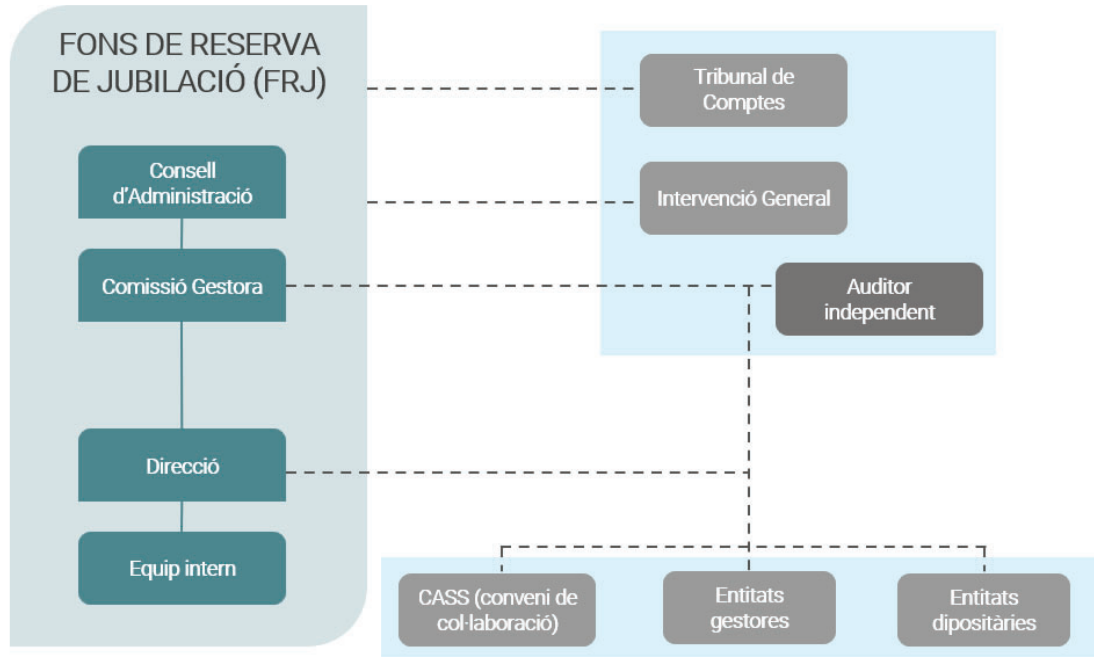 FONS DE RESERVA
DE JUBILACIÓ (FRJ)
Consell
d'Administració
Comissió Gestora
Direcció
Equip intern
Tribunal de
Comptes
Intervenció General
Auditor
independent
CASS (conveni de
col·laboració)
Entitats
gestores
Entitats
dipositàries